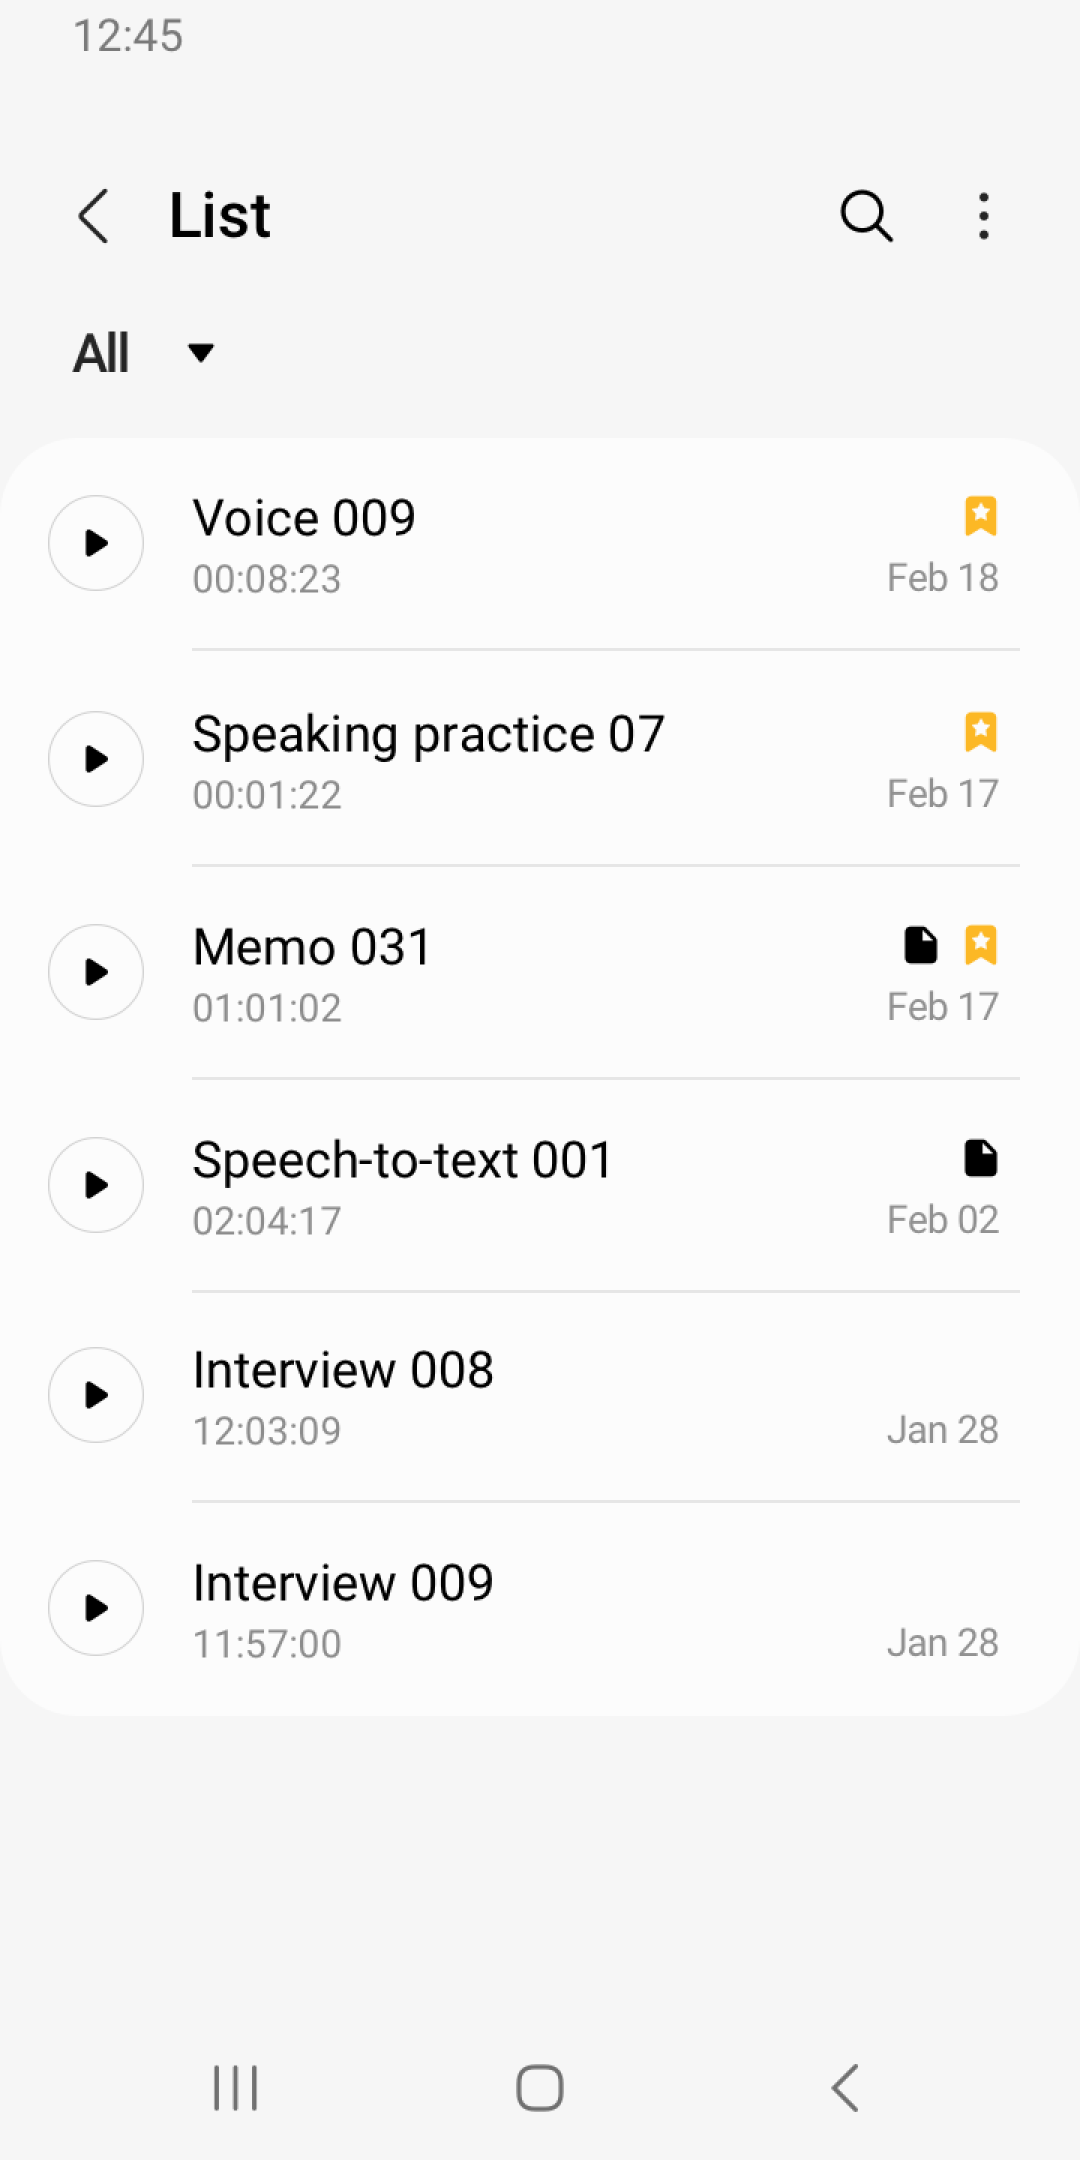 12:45
List
All
Voice 009
00:08:23
Feb 18
Speaking practice 07
00:01:22
Feb 17
Memo 031
01:01:02
Feb 17
Speech-to-text 001
02:04:17
Feb 02
Interview 008
12:03:09
Jan 28
Interview 009
11:57:00
Jan 28